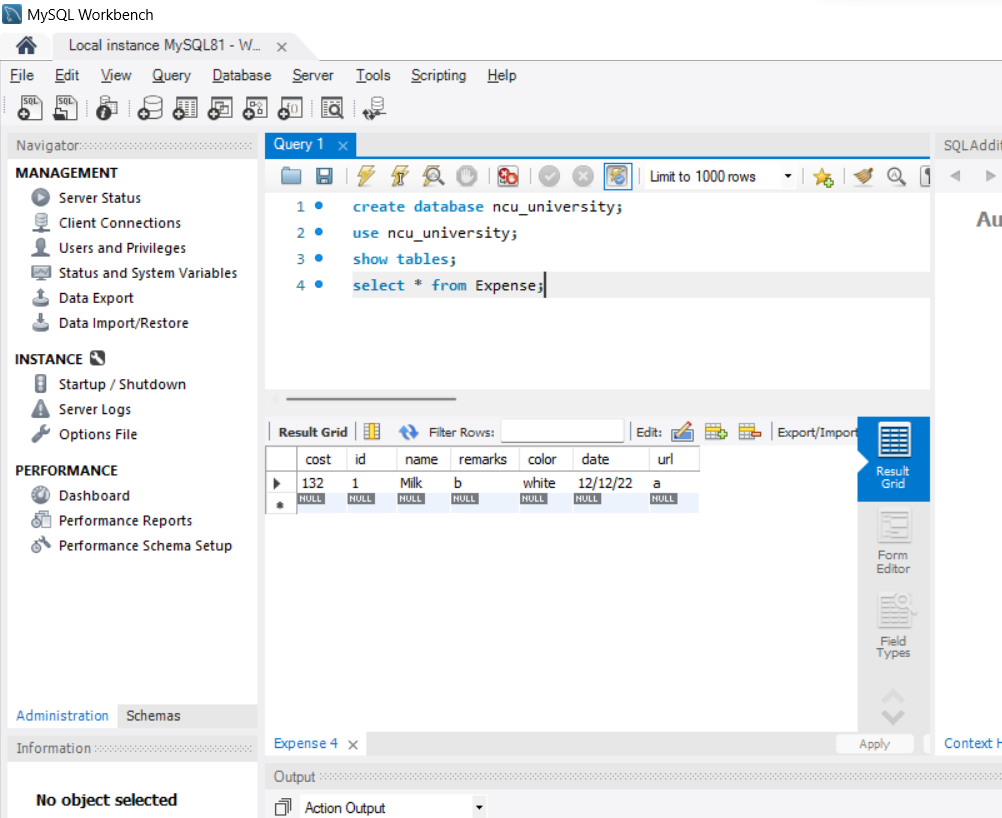 MySQL Workbench
Local instance MySQL81 - W...
File Edit View Query Database Server Tools Scripting Help
Navigator
MANAGEMENT
Server Status
Client Connections
Users and Privileges
Status and System Variables
Data Export
Data Import/Restore
INSTANCE
Startup / Shutdown
Server Logs
Options File
PERFORMANCE
Dashboard
Performance Reports
Performance Schema Setup
Administration Schemas
Information
No object selected
Query 1
Limit to 1000 rows
1 create database ncu_university;
2 use ncu_university;
3 show tables;
4 select * from Expense;
Result Grid Filter Rows: Edit: Export/Import
cost id name remarks color date url
132 1 Milk b white 12/12/22 a
NULL NULL NULL NULL NULL NULL NULL
Result
Grid
Form
Editor
Field
Types
Expense 4
Apply
Output
Action Output
SQLAddit
Au
Context H